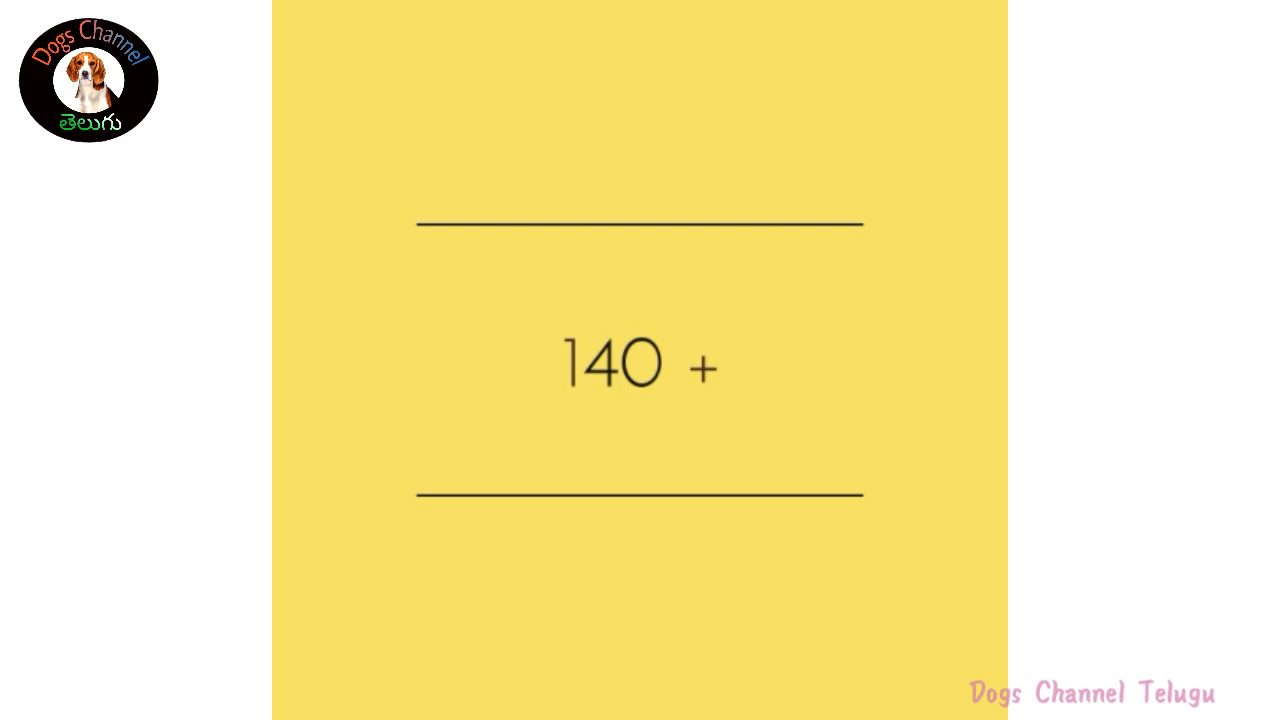 Dogs Channel
తెలుగు
140 +
Dogs Channel Telugu